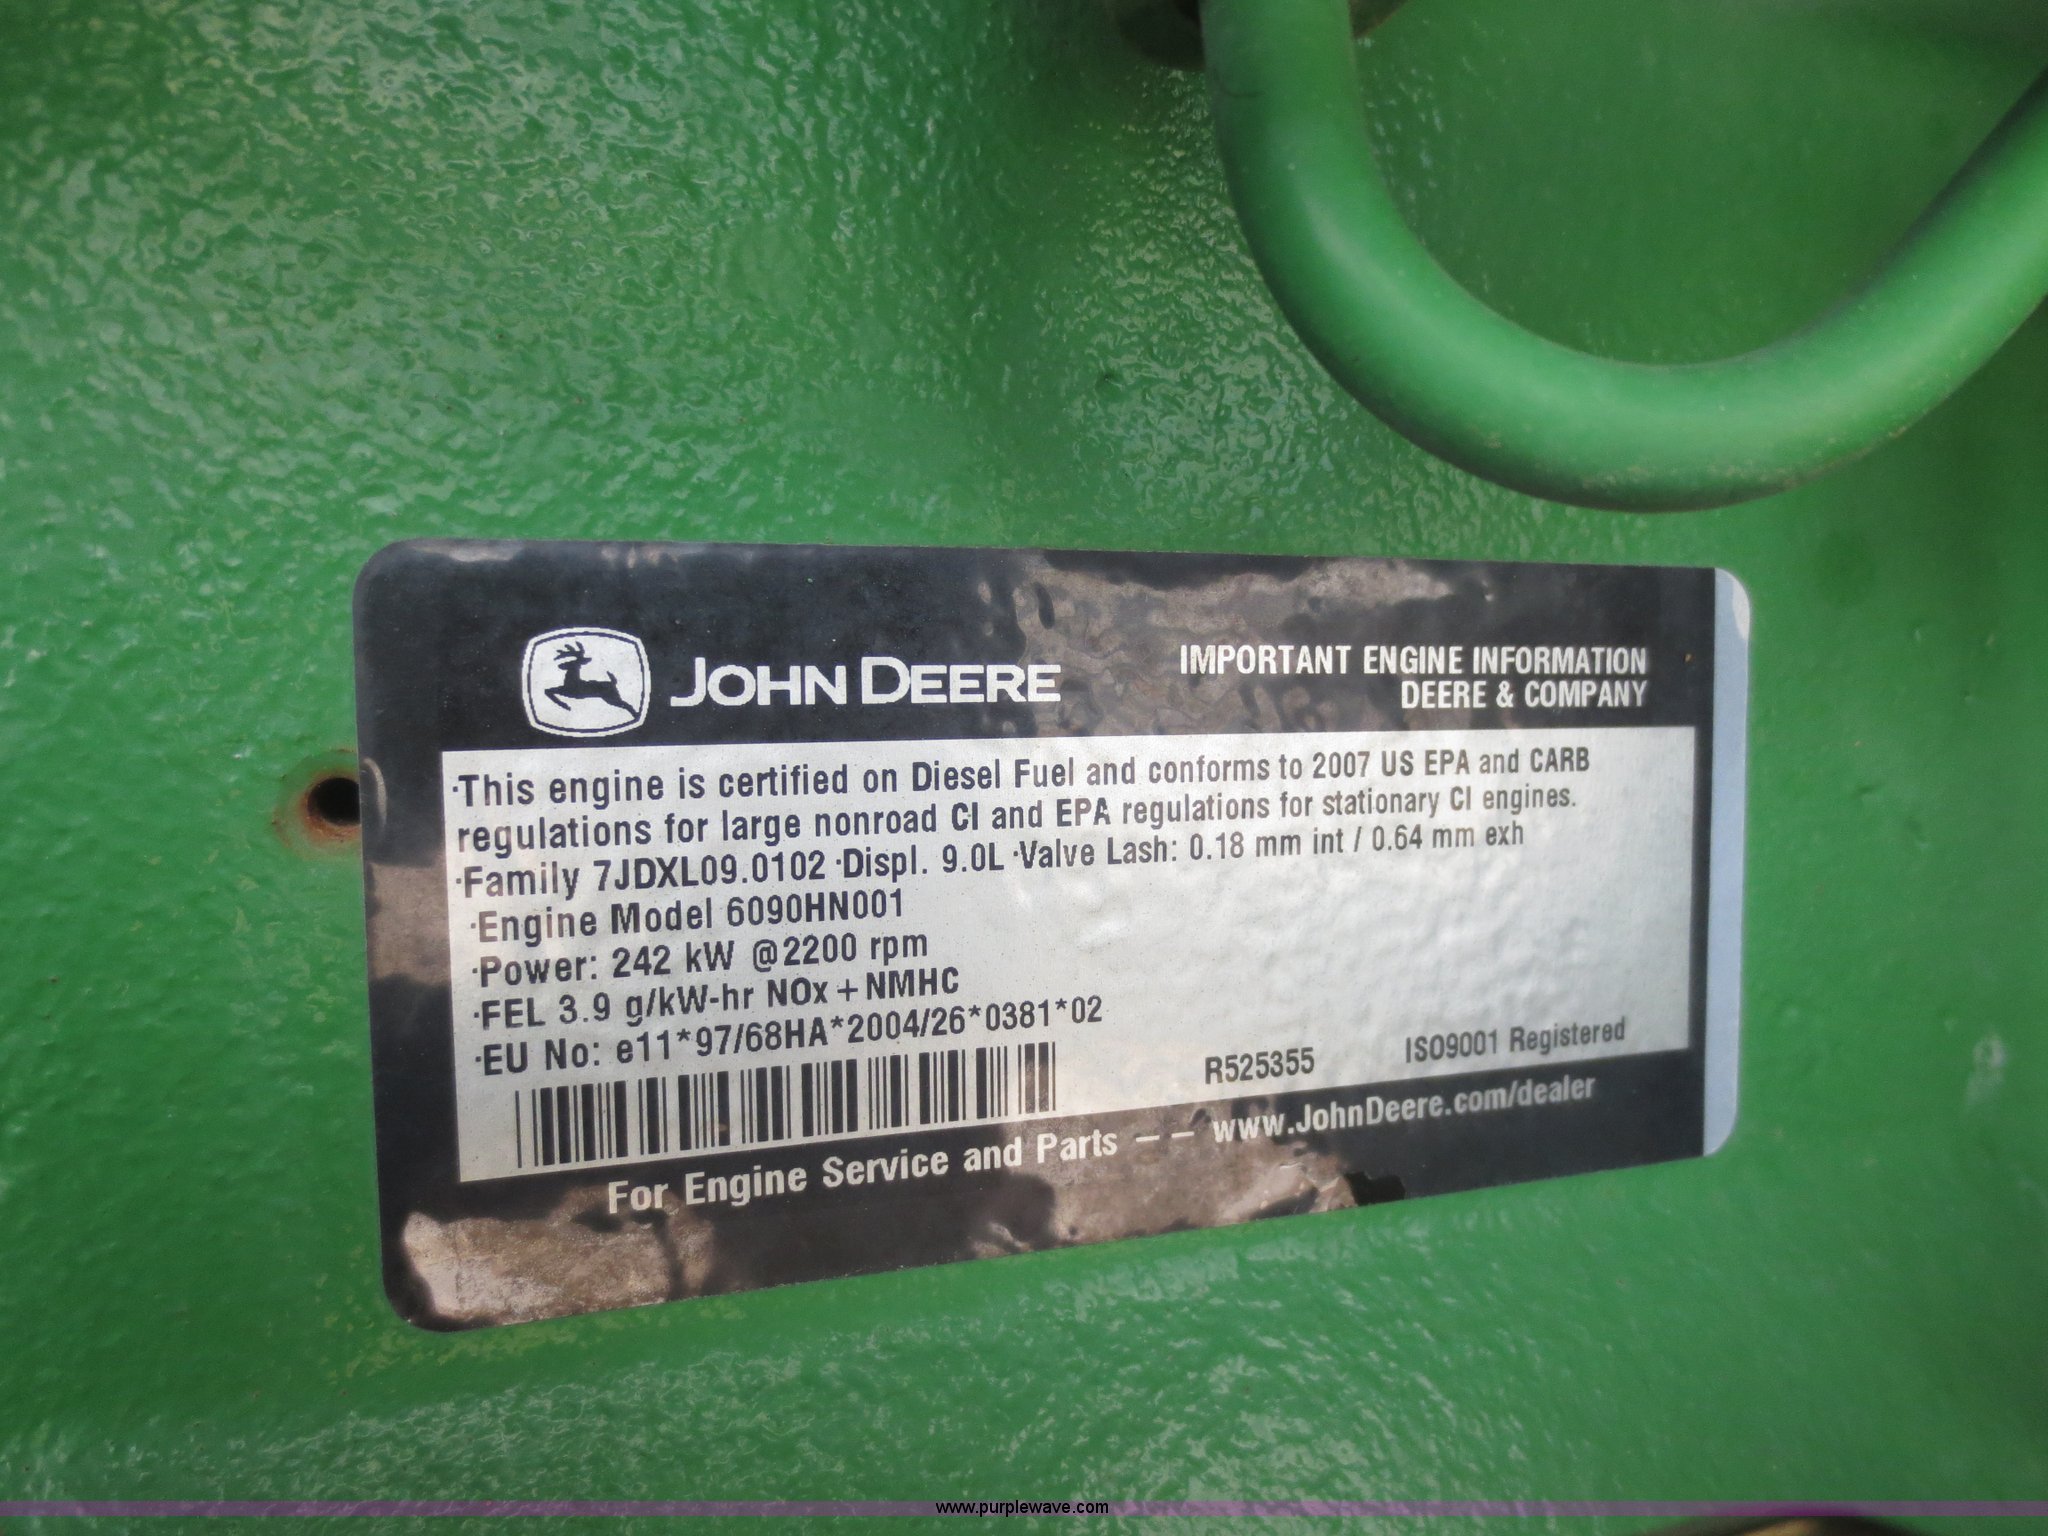 JOHN DEERE
IMPORTANT ENGINE INFORMATION
DEERE & COMPANY
·This engine is certified on Diesel Fuel and conforms to 2007 US EPA and CARB
regulations for large nonroad CI and EPA regulations for stationary CI engines.
·Family 7JDXL09.0102 ·Displ. 9.0L ·Valve Lash: 0.18 mm int / 0.64 mm exh
·Engine Model 6090HN001
·Power: 242 kW @2200 rpm
·FEL 3.9 g/kW-hr NOx+NMHC
·EU No: e11*97/68HA*2004/26*0381*02
R525355 ISO9001 Registered
For Engine Service and Parts -- www.JohnDeere.com/dealer
www.purplewave.com